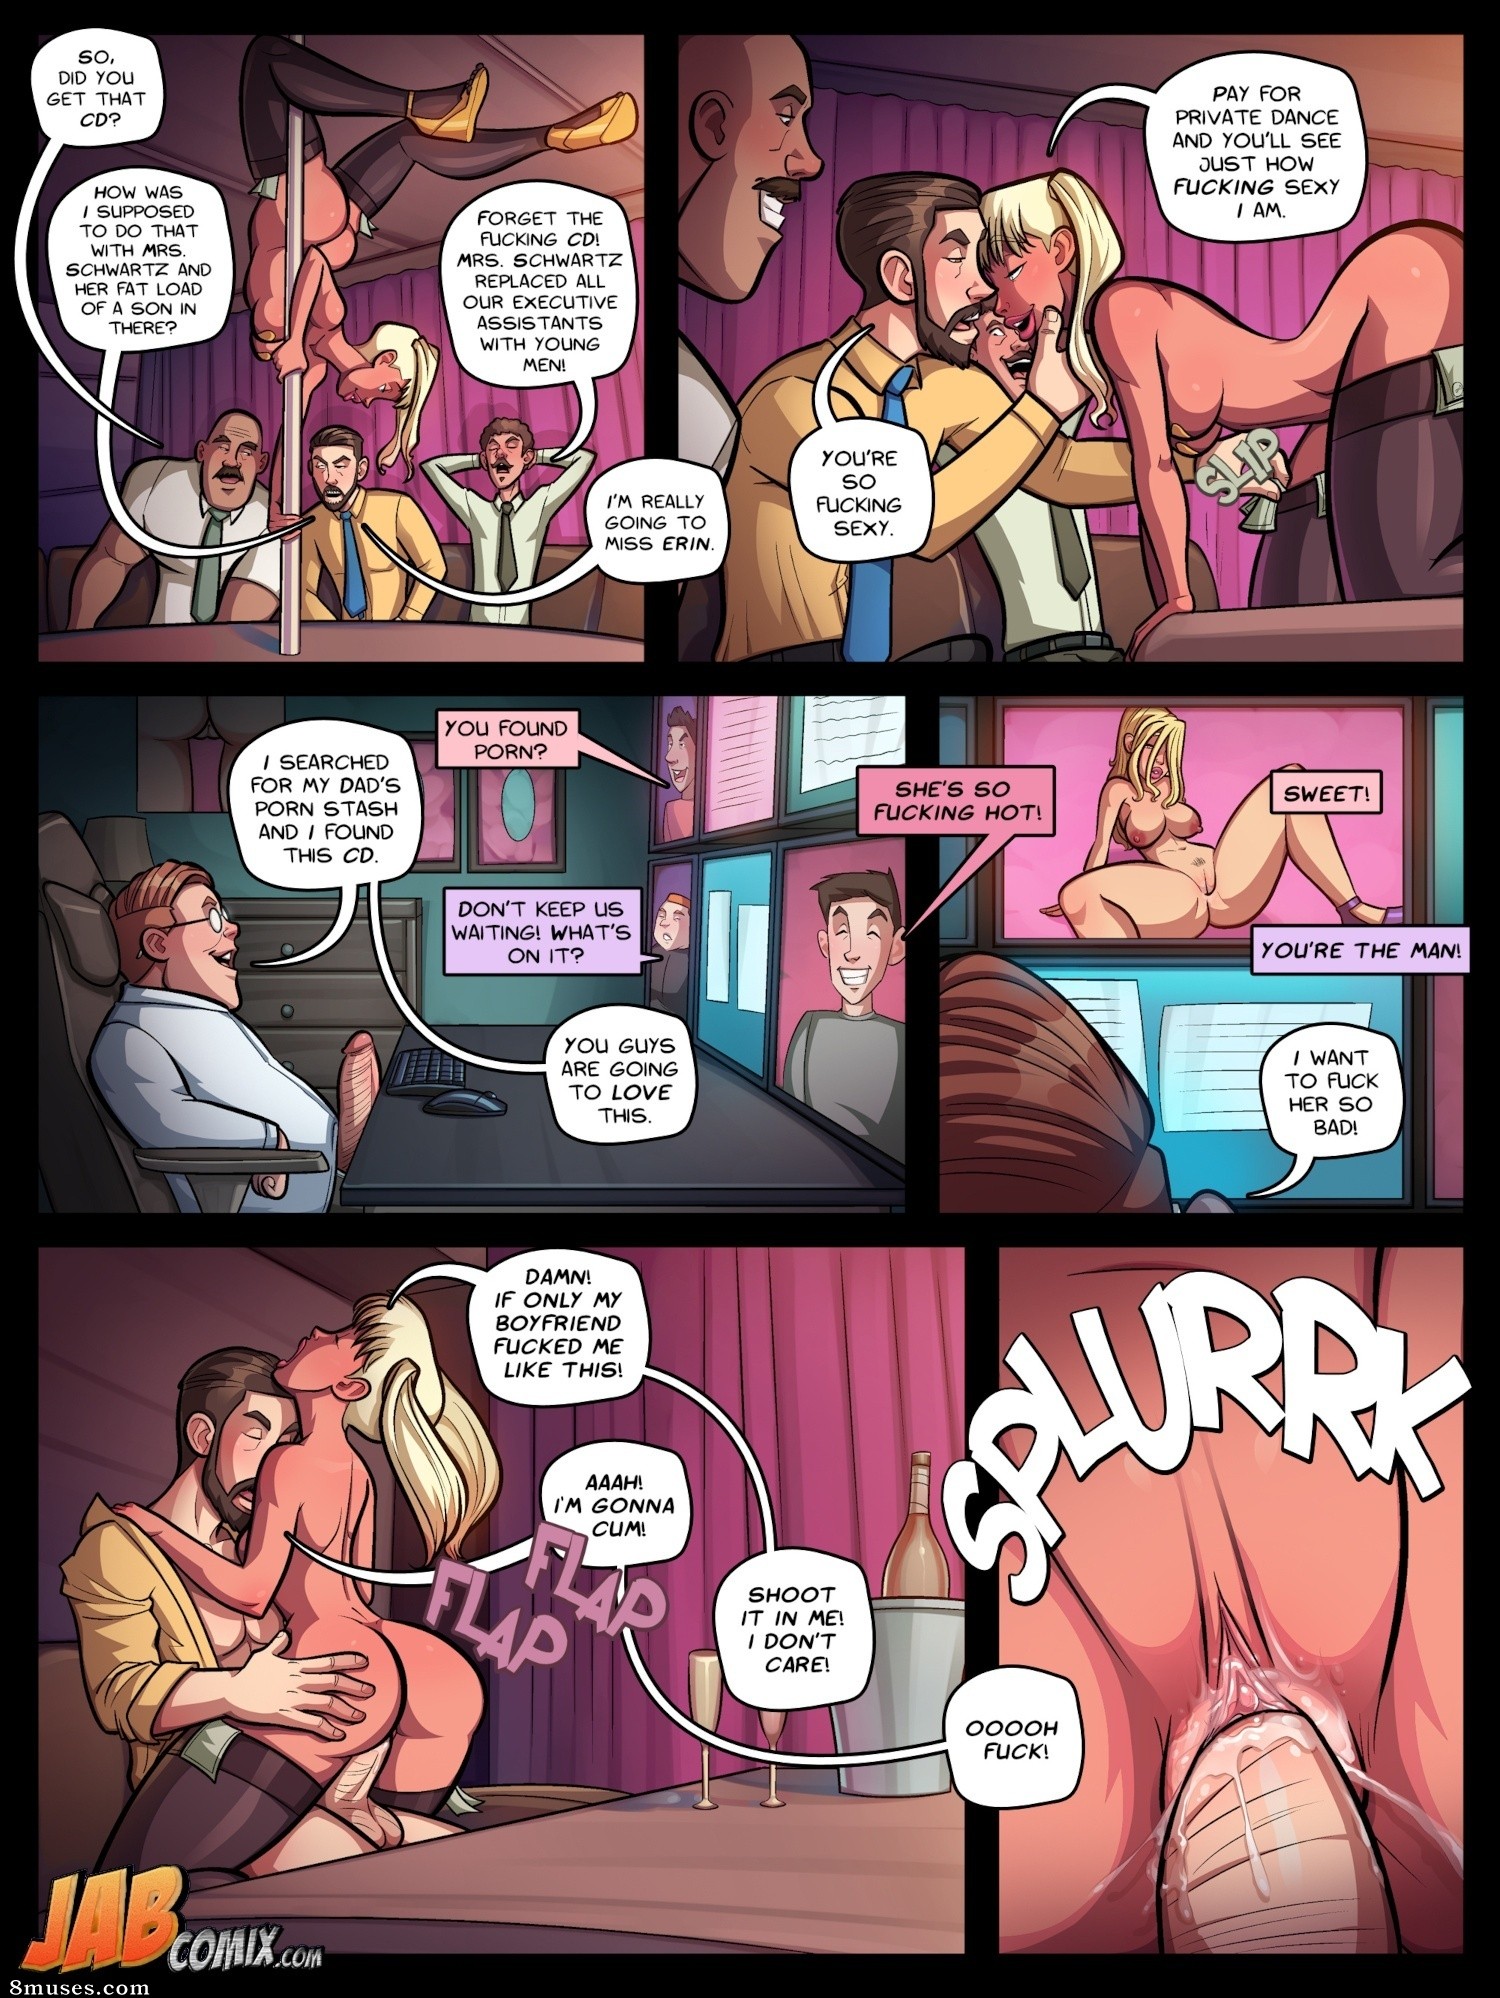 SO,
DID YOU
GET THAT
CD?
HOW WAS
I SUPPOSED
TO DO THAT
WITH MRS.
SCHWARTZ AND
HER FAT LOAD
OF A SON IN
THERE?
FORGET THE
FUCKING CD!
MRS. SCHWARTZ
REPLACED ALL
OUR EXECUTIVE
ASSISTANTS
WITH YOUNG
MEN!
I'M REALLY
GOING TO
MISS ERIN.
YOU'RE
SO
FUCKING
SEXY.
PAY FOR
PRIVATE DANCE
AND YOU'LL SEE
JUST HOW
FUCKING SEXY
I AM.
SLIP
I SEARCHED
FOR MY DAD'S
PORN STASH
AND I FOUND
THIS CD.
YOU FOUND
PORN?
DON'T KEEP US
WAITING! WHAT'S
ON IT?
YOU GUYS
ARE GOING
TO LOVE
THIS.
SHE'S SO
FUCKING HOT!
SWEET!
YOU'RE THE MAN!
I WANT
TO FUCK
HER SO
BAD!
DAMN!
IF ONLY MY
BOYFRIEND
FUCKED ME
LIKE THIS!
AAAH!
I'M GONNA
CUM!
FLAP
FLAP
SHOOT
IT IN ME!
I DON'T
CARE!
OOOOH
FUCK!
SPLURRK
JAB
COMIX.COM
8muses.com